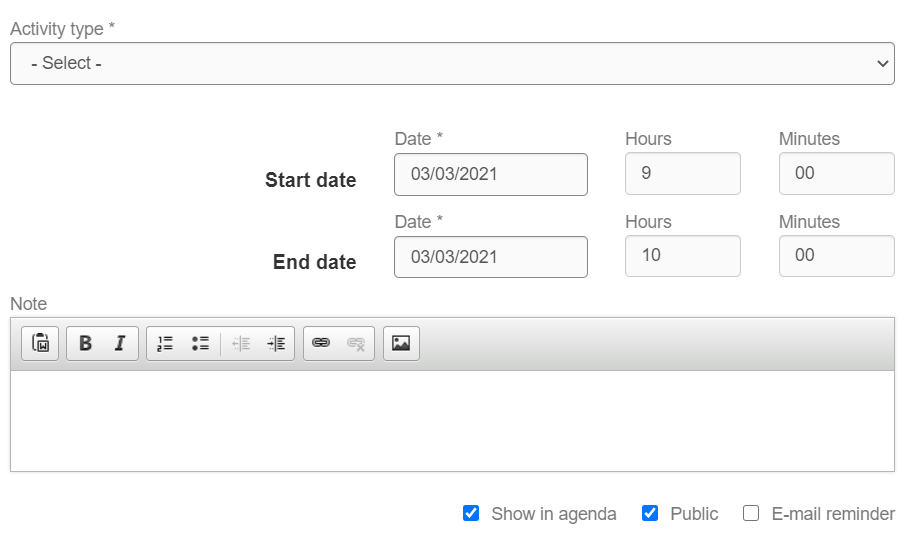 Activity type *
- Select -
Date * Hours Minutes
Start date 03/03/2021 9 00
Date * Hours Minutes
End date 03/03/2021 10 00
Note
B I
Show in agenda Public E-mail reminder